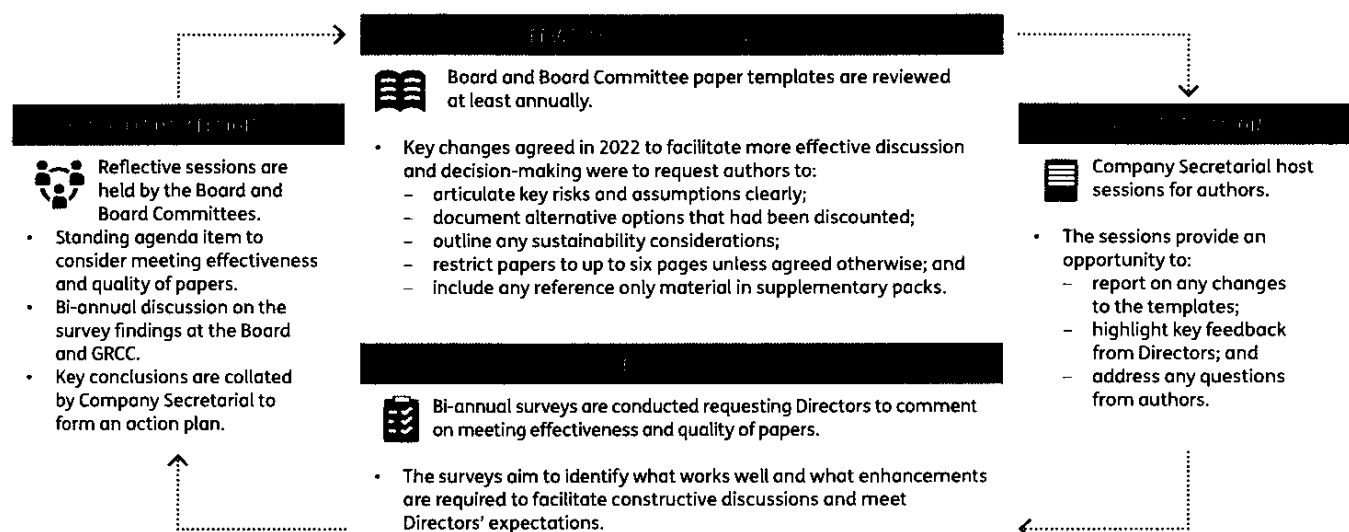 Board and Board Committee paper templates are reviewed
at least annually.
• Key changes agreed in 2022 to facilitate more effective discussion
and decision-making were to request authors to:
– articulate key risks and assumptions clearly;
– document alternative options that had been discounted;
– outline any sustainability considerations;
– restrict papers to up to six pages unless agreed otherwise; and
– include any reference only material in supplementary packs.
Reflective sessions are
held by the Board and
Board Committees.
• Standing agenda item to
consider meeting effectiveness
and quality of papers.
• Bi-annual discussion on the
survey findings at the Board
and GRCC.
• Key conclusions are collated
by Company Secretarial to
form an action plan.
Company Secretarial host
sessions for authors.
• The sessions provide an
opportunity to:
– report on any changes
to the templates;
– highlight key feedback
from Directors; and
– address any questions
from authors.
Bi-annual surveys are conducted requesting Directors to comment
on meeting effectiveness and quality of papers.
• The surveys aim to identify what works well and what enhancements
are required to facilitate constructive discussions and meet
Directors' expectations.